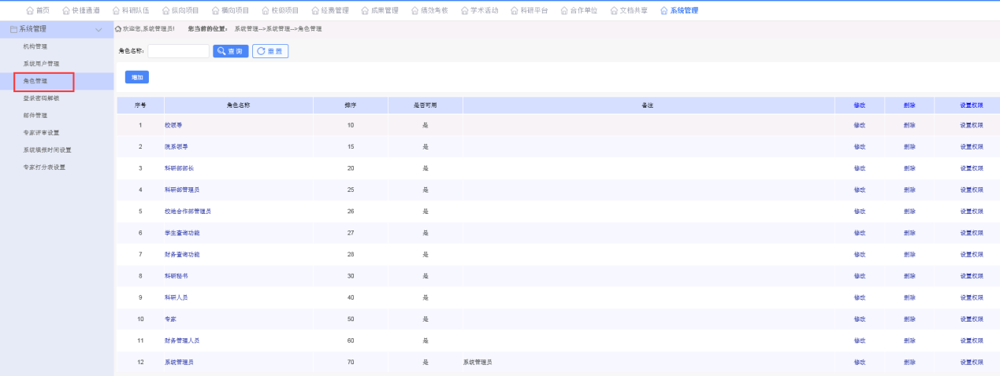 首页 快捷通道 科研队伍 纵向项目 横向项目 校级项目 经费管理 成果管理 绩效考核 学术活动 科研平台 合作单位 文档共享 系统管理
系统管理
机构管理
系统用户管理
角色管理
登录密码解锁
邮件管理
专家评审设置
系统填报时间设置
专家打分表设置
欢迎您,系统管理员! 您当前的位置: 系统管理-->系统管理-->角色管理
角色名称: 查询 重置
增加
序号 角色名称 排序 是否可用 备注 修改 删除 设置权限
1 校领导 10 是 修改 删除 设置权限
2 院系领导 15 是 修改 删除 设置权限
3 科研部部长 20 是 修改 删除 设置权限
4 科研部管理员 25 是 修改 删除 设置权限
5 校地合作部管理员 26 是 修改 删除 设置权限
6 学生查询功能 27 是 修改 删除 设置权限
7 财务查询功能 28 是 修改 删除 设置权限
8 科研秘书 30 是 修改 删除 设置权限
9 科研人员 40 是 修改 删除 设置权限
10 专家 50 是 修改 删除 设置权限
11 财务管理人员 60 是 修改 删除 设置权限
12 系统管理员 70 是 系统管理员 修改 删除 设置权限